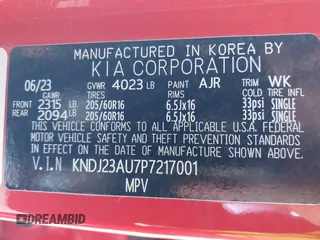 MANUFACTURED IN KOREA BY
KIA CORPORATION
06/23 GVWR 4023 LB PAINT AJR TRIM WK
GAWR TIRES RIMS COLD TIRE INFL
FRONT 2315 LB 205/60R16 6.5Jx16 33psi SINGLE
REAR 2094 LB 205/60R16 6.5Jx16 33psi SINGLE
THIS VEHICLE CONFORMS TO ALL APPLICABLE U.S.A. FEDERAL
MOTOR VEHICLE SAFETY AND THEFT PREVENTION STANDARDS
IN EFFECT ON THE DATE OF MANUFACTURE SHOWN ABOVE.
V.I.N KNDJ23AU7P7217001
MPV
DREAMBID